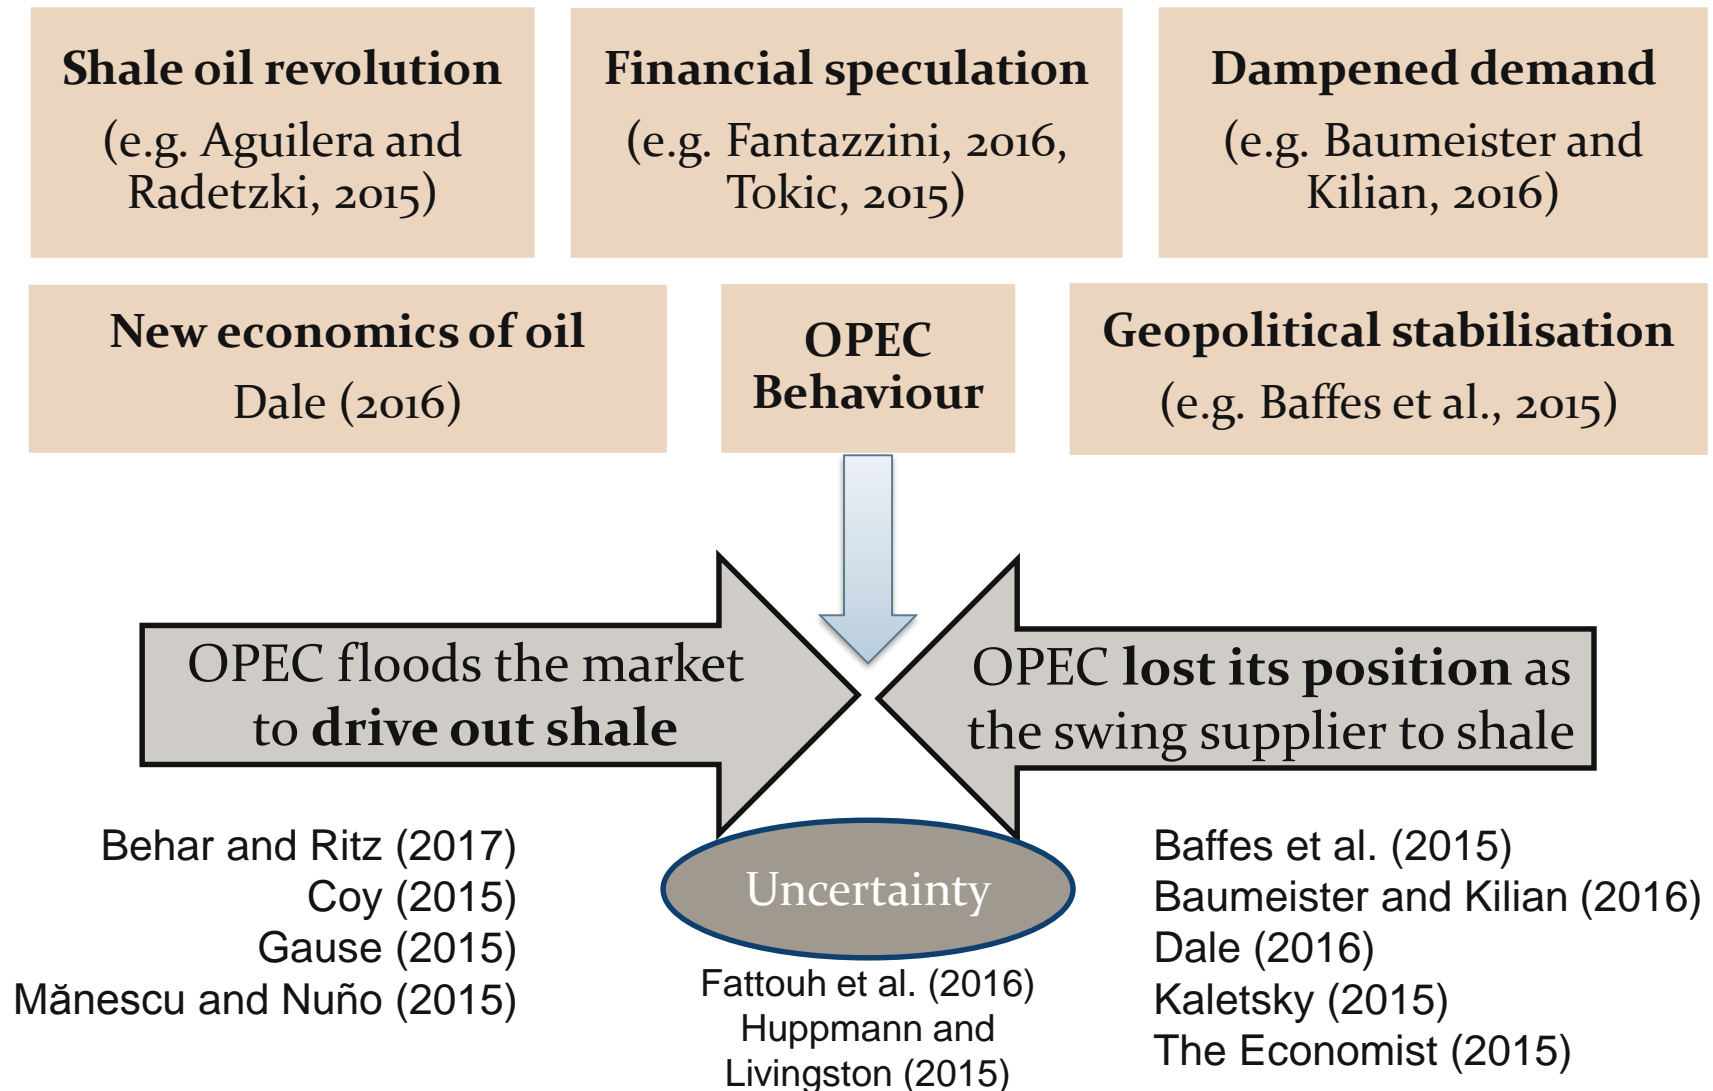 Shale oil revolution
(e.g. Aguilera and
Radetzki, 2015)
Financial speculation
(e.g. Fantazzini, 2016,
Tokic, 2015)
Dampened demand
(e.g. Baumeister and
Kilian, 2016)
New economics of oil
Dale (2016)
OPEC
Behaviour
Geopolitical stabilisation
(e.g. Baffes et al., 2015)
OPEC floods the market
to drive out shale
OPEC lost its position as
the swing supplier to shale
Behar and Ritz (2017)
Coy (2015)
Gause (2015)
Mănescu and Nuño (2015)
Uncertainty
Fattouh et al. (2016)
Huppmann and
Livingston (2015)
Baffes et al. (2015)
Baumeister and Kilian (2016)
Dale (2016)
Kaletsky (2015)
The Economist (2015)